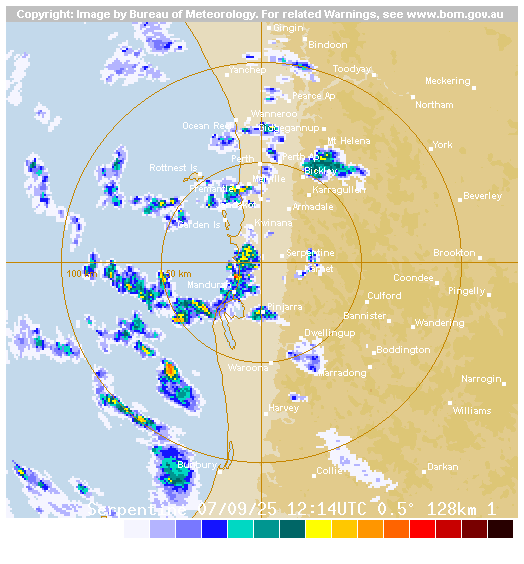 Copyright: Image by Bureau of Meteorology. For related Warnings, see www.bom.gov.au
Gingin
Bindoon
Yanchep
Toodyay
Meckering
Pearce Ap
Northam
Wanneroo
Ocean Re
Mt Helena
York
Perth
Perth Ap
Rottnest Is
Bickley
Melville
Fremantle
Karragullen
Beverley
Armadale
Garden Is
Kwinana
Serpentine
Brookton
100 km
50 km
Coondee
Mandurah
Pingelly
Culford
Pinjarra
Bannister
Wandering
Dwellingup
Boddington
Waroona
Marradong
Narrogin
Harvey
Williams
Bunbury
Collie
Darkan
Serpentine 07/09/25 12:14UTC 0.5° 128km 1